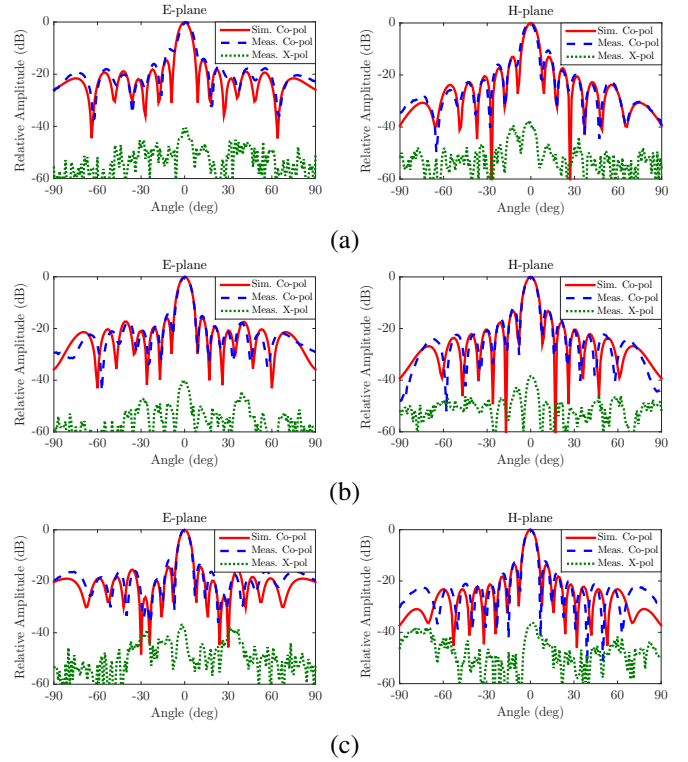 E-plane
Relative Amplitude (dB)
0
-20
-40
-60
-90
-60
-30
0
30
60
90
Angle (deg)
Sim. Co-pol
Meas. Co-pol
Meas. X-pol
H-plane
Relative Amplitude (dB)
0
-20
-40
-60
-90
-60
-30
0
30
60
90
Angle (deg)
Sim. Co-pol
Meas. Co-pol
Meas. X-pol
(a)
E-plane
Relative Amplitude (dB)
0
-20
-40
-60
-90
-60
-30
0
30
60
90
Angle (deg)
Sim. Co-pol
Meas. Co-pol
Meas. X-pol
H-plane
Relative Amplitude (dB)
0
-20
-40
-60
-90
-60
-30
0
30
60
90
Angle (deg)
Sim. Co-pol
Meas. Co-pol
Meas. X-pol
(b)
E-plane
Relative Amplitude (dB)
0
-20
-40
-60
-90
-60
-30
0
30
60
90
Angle (deg)
Sim. Co-pol
Meas. Co-pol
Meas. X-pol
H-plane
Relative Amplitude (dB)
0
-20
-40
-60
-90
-60
-30
0
30
60
90
Angle (deg)
Sim. Co-pol
Meas. Co-pol
Meas. X-pol
(c)